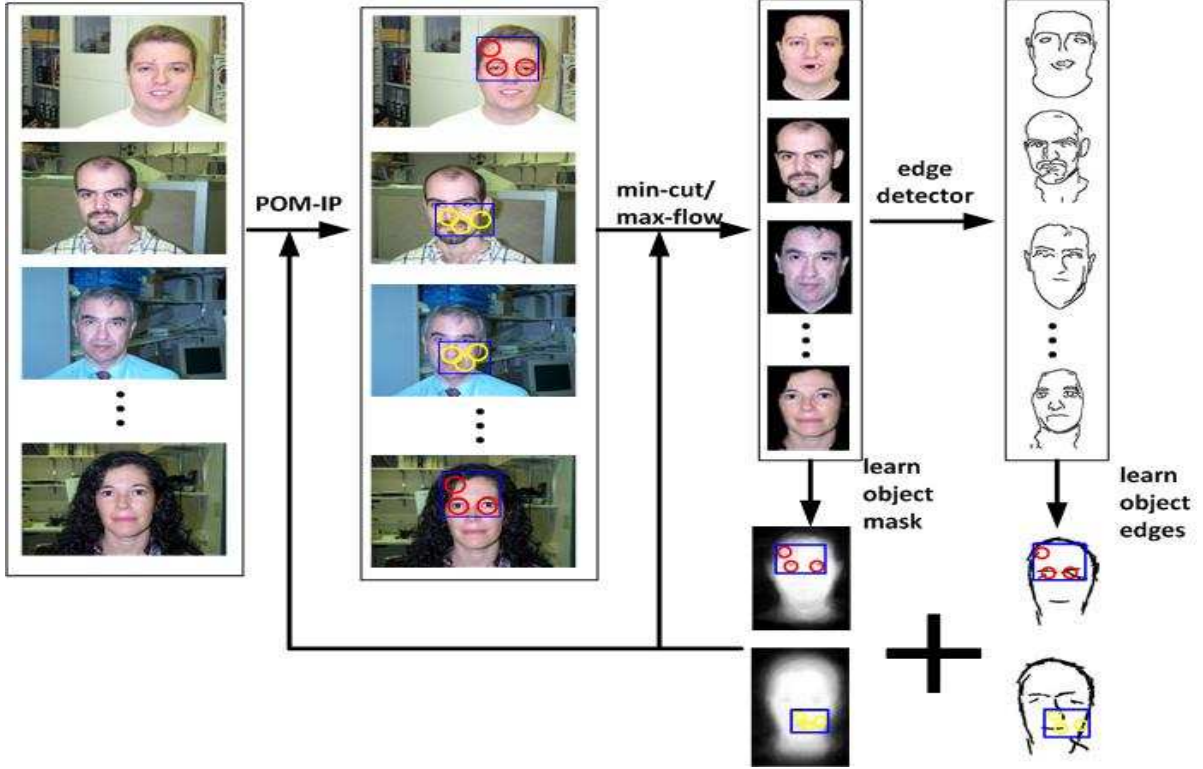 POM-IP
min-cut/
max-flow
edge
detector
learn
object
mask
learn
object
edges